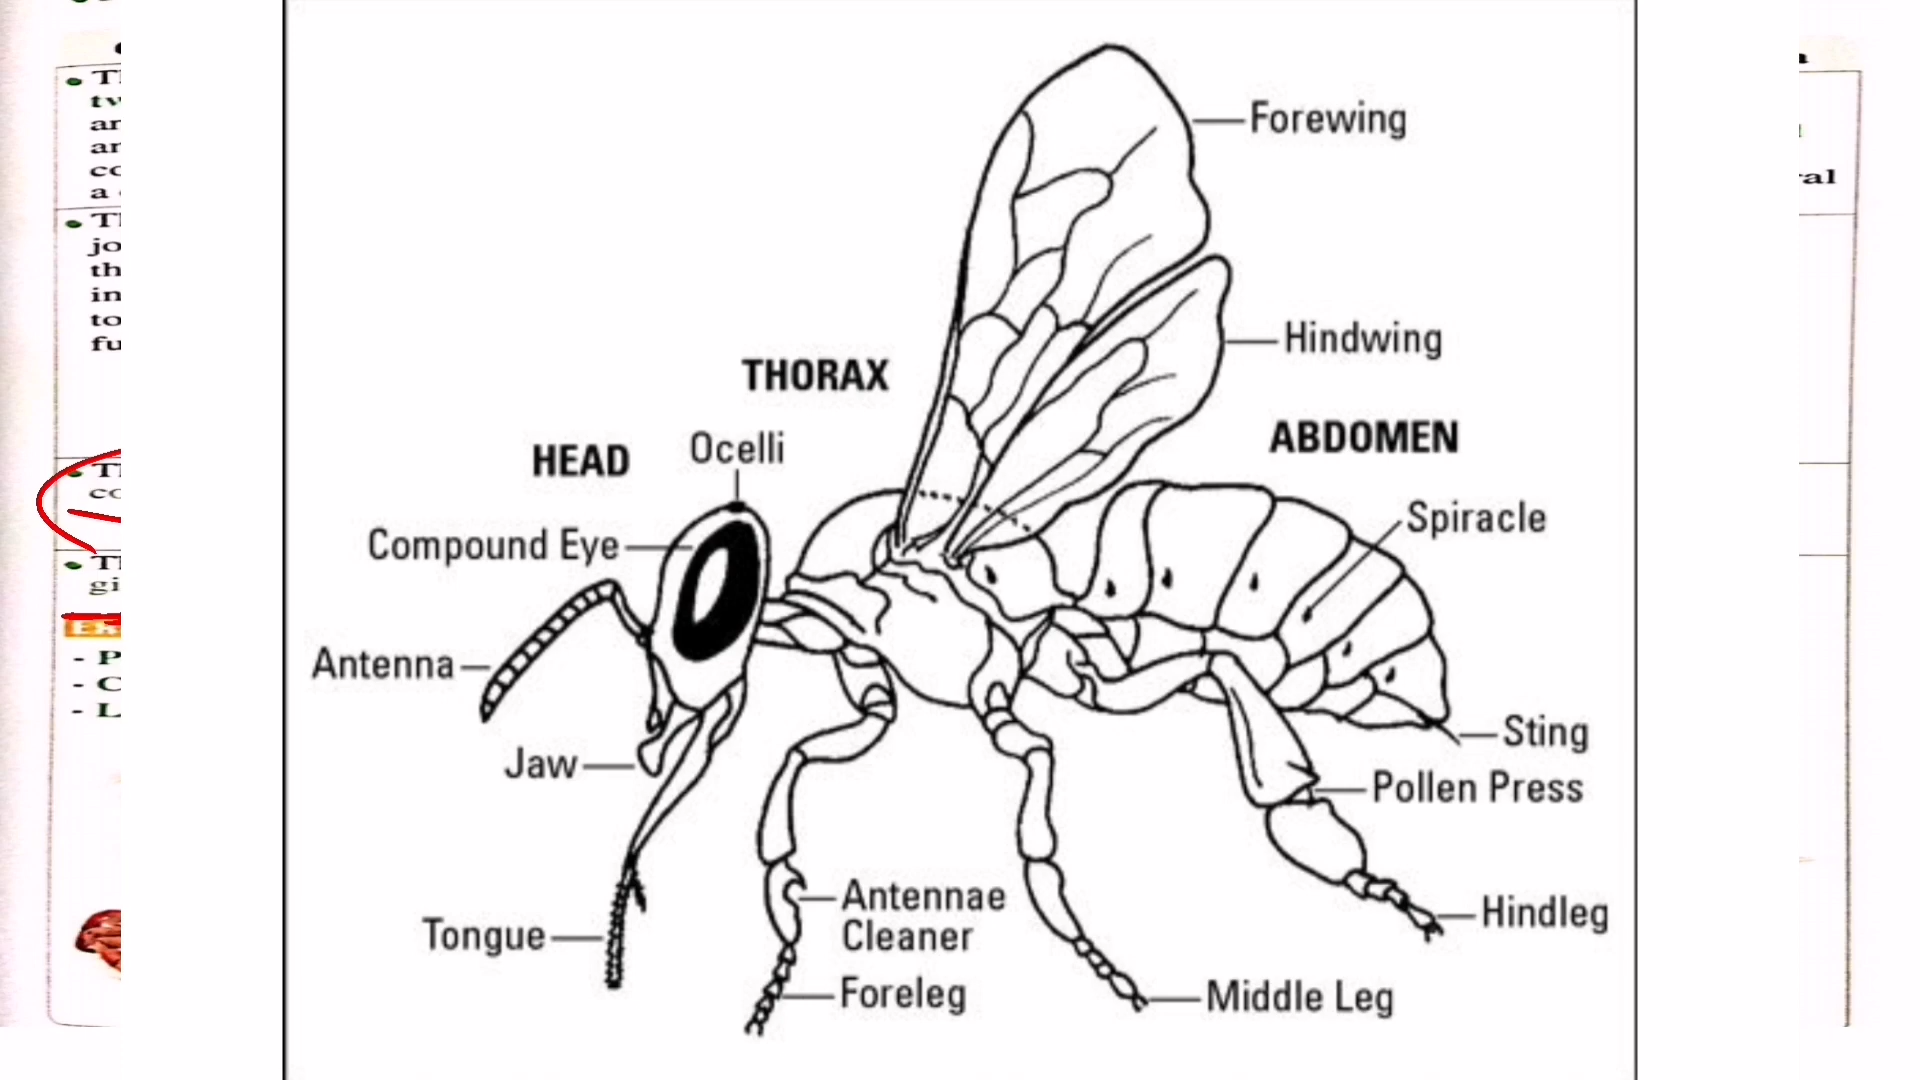 Forewing
Hindwing
THORAX
ABDOMEN
Ocelli
HEAD
Spiracle
Compound Eye
Antenna
Sting
Jaw
Pollen Press
Antennae
Cleaner
Hindleg
Tongue
Foreleg
Middle Leg
a
to
- P
- C
- L